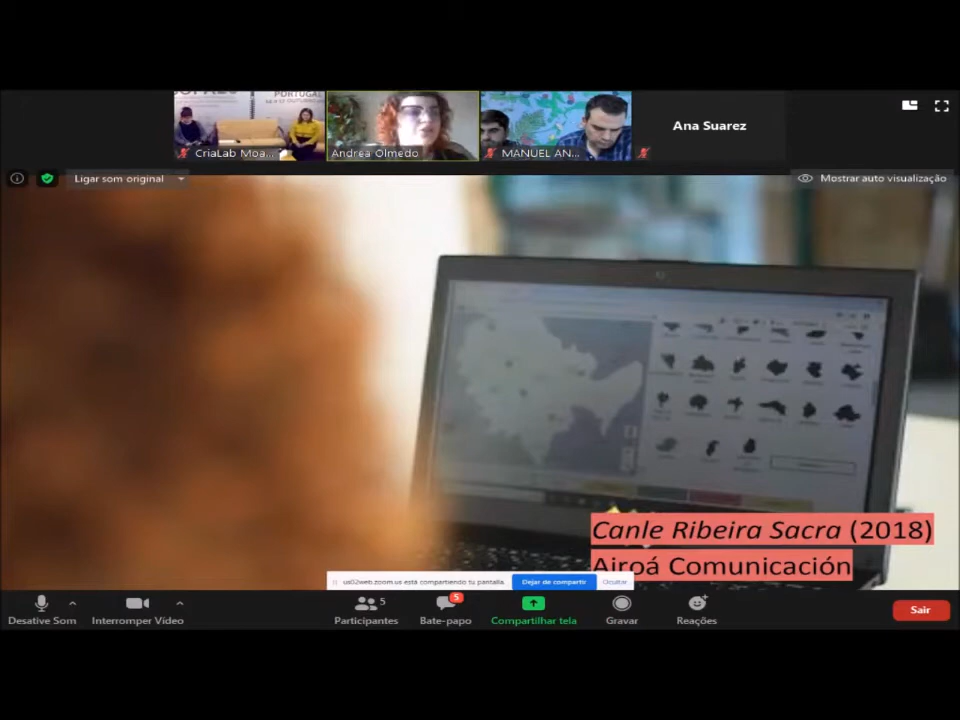 PORTUGAL
CriaLab Moa...
Andrea Olmedo
MANUEL AN...
Ana Suarez
Ligar som original
Mostrar auto visualização
Canle Ribeira Sacra (2018)
Airoá Comunicación
us02web.zoom.us está compartiendo tu pantalla.
Dejar de compartir
Ocultar
Desative Som
Interromper Vídeo
Participantes
5
Bate-papo
5
Compartilhar tela
Gravar
Reações
Sair